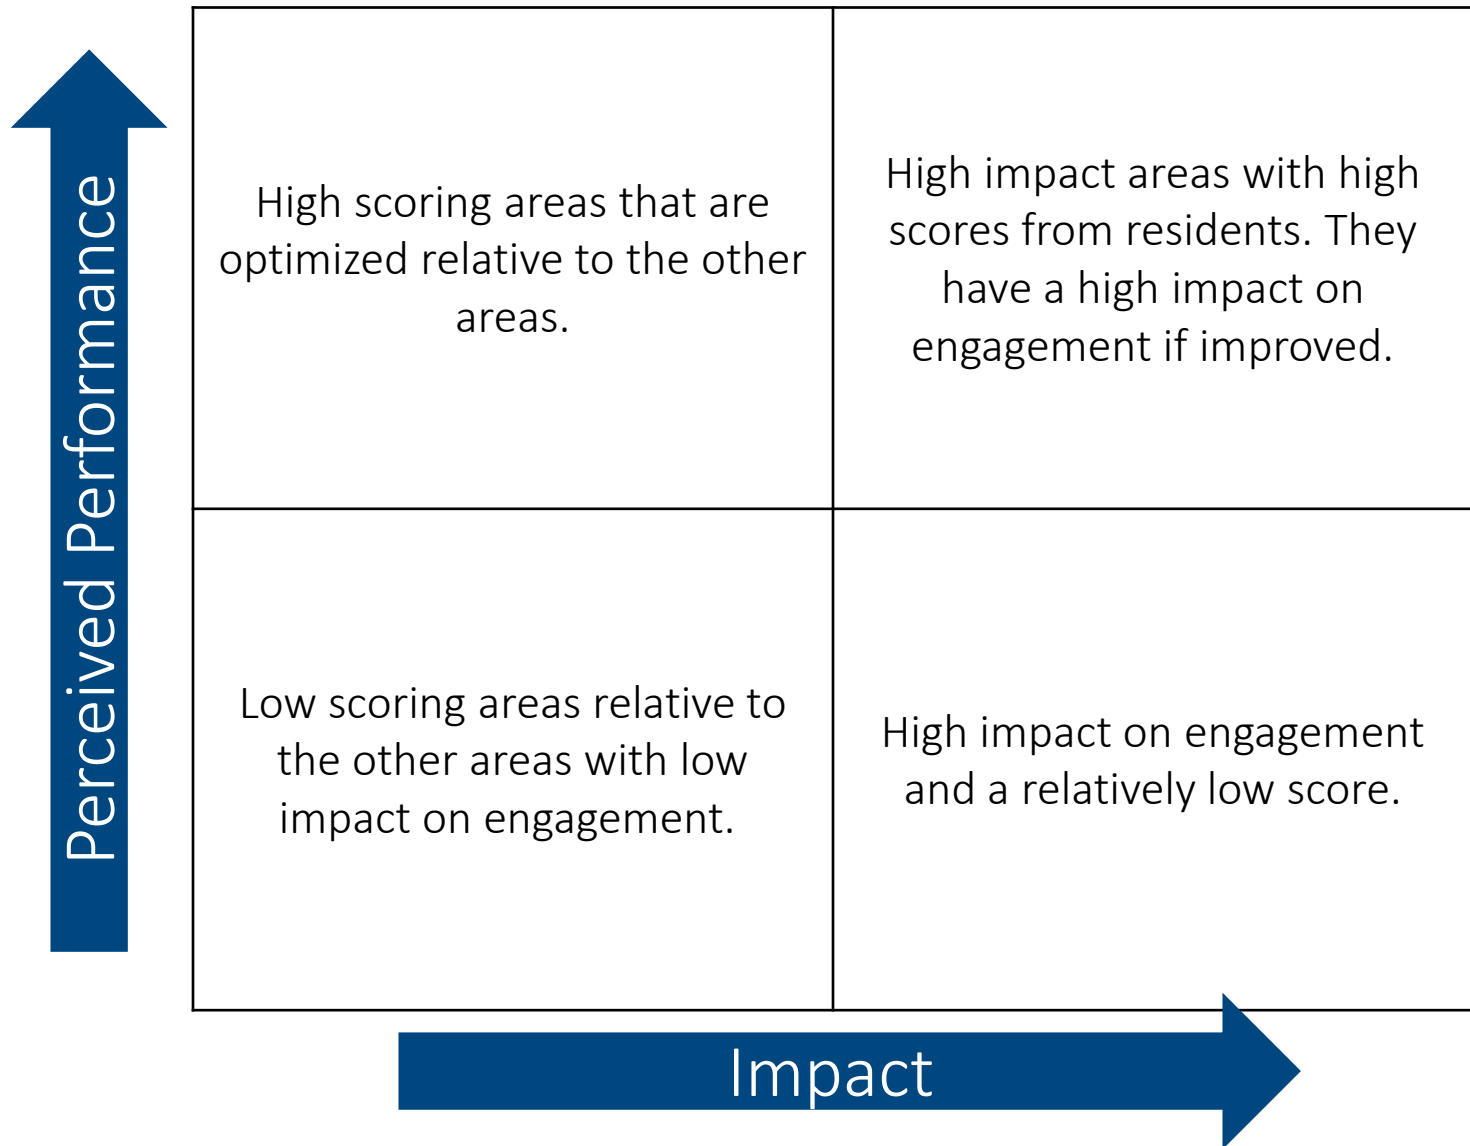 Perceived Performance
High scoring areas that are
optimized relative to the other
areas.
High impact areas with high
scores from residents. They
have a high impact on
engagement if improved.
Low scoring areas relative to
the other areas with low
impact on engagement.
High impact on engagement
and a relatively low score.
Impact